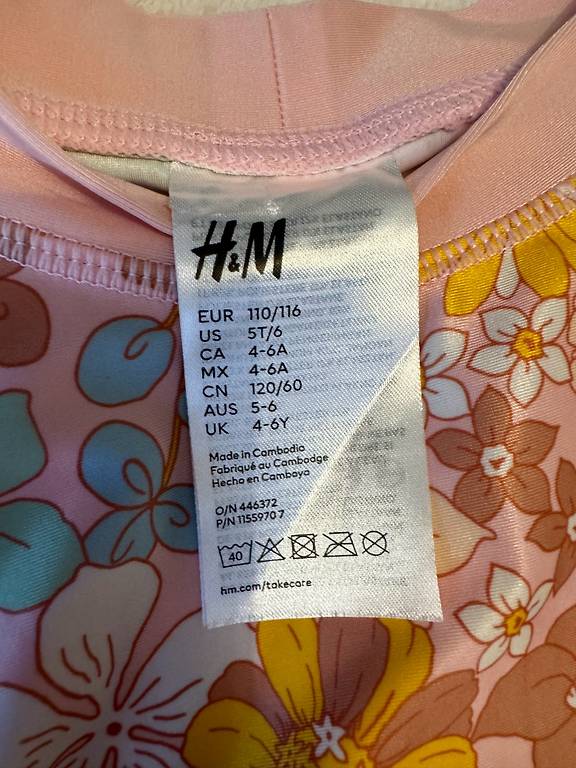 H&M
EUR 110/116
US 5T/6
CA 4-6A
MX 4-6A
CN 120/60
AUS 5-6
UK 4-6Y
Made in Cambodia
Fabriqué au Cambodge
Hecho en Camboya
O/N 446372
P/N 1155970 7
40
hm.com/takecare